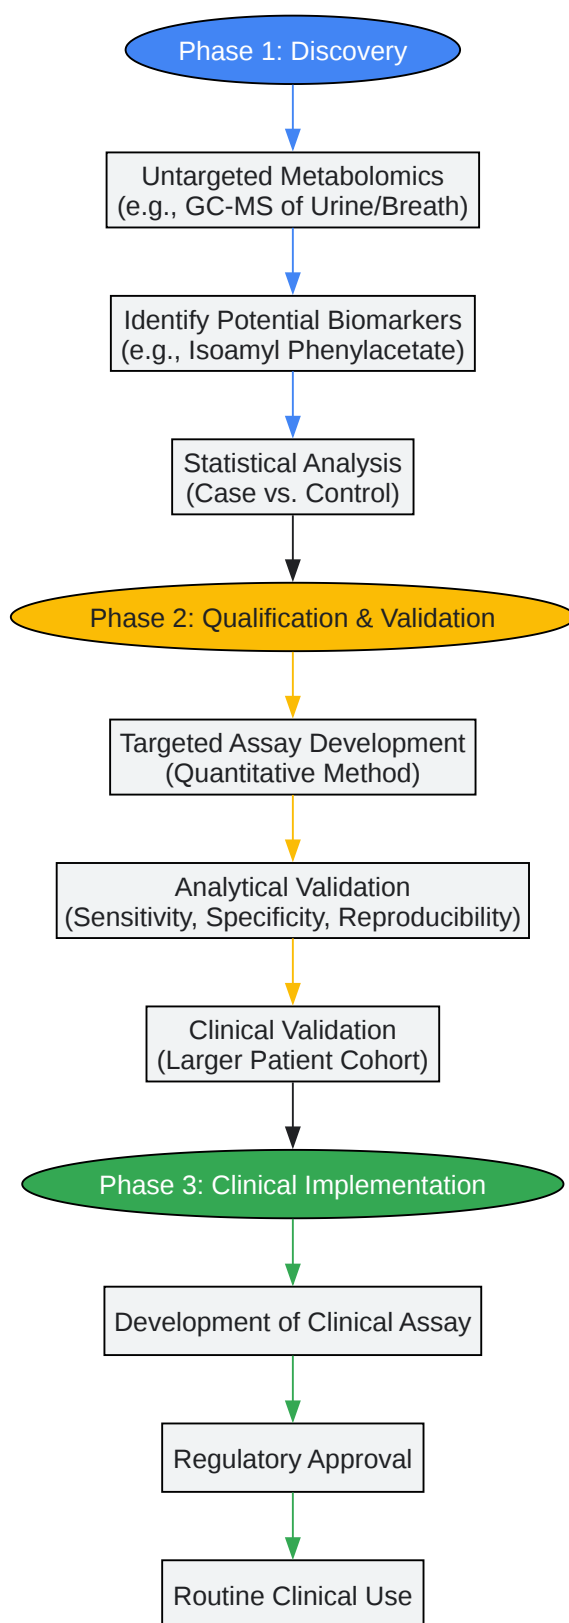 Phase 1: Discovery
Untargeted Metabolomics
(e.g., GC-MS of Urine/Breath)
Identify Potential Biomarkers
(e.g., Isoamyl Phenylacetate)
Statistical Analysis
(Case vs. Control)
Phase 2: Qualification & Validation
Targeted Assay Development
(Quantitative Method)
Analytical Validation
(Sensitivity, Specificity, Reproducibility)
Clinical Validation
(Larger Patient Cohort)
Phase 3: Clinical Implementation
Development of Clinical Assay
Regulatory Approval
Routine Clinical Use